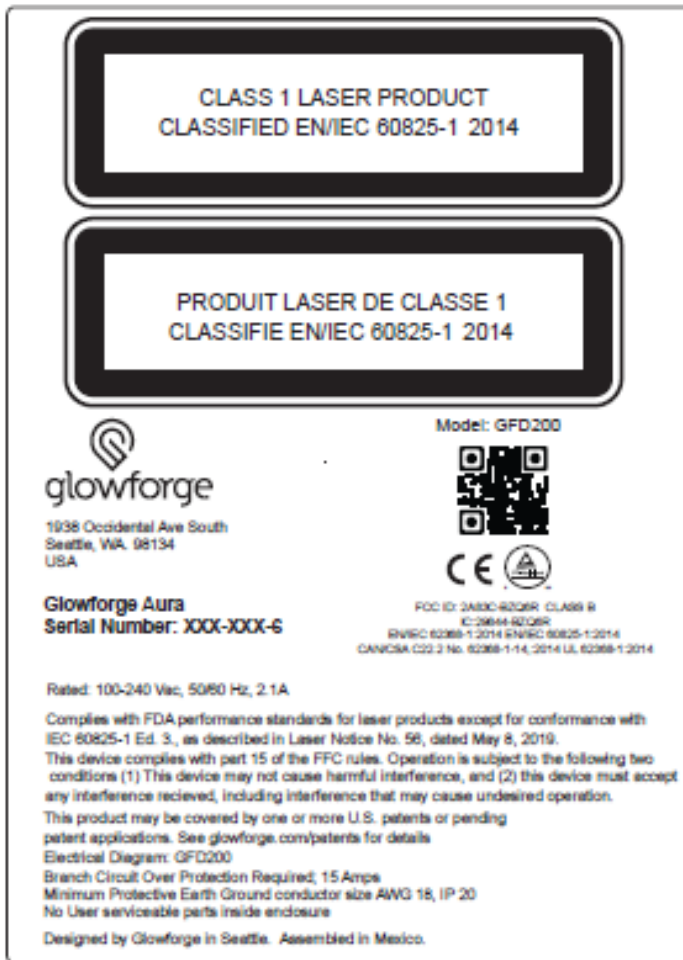 CLASS 1 LASER PRODUCT
CLASSIFIED EN/IEC 60825-1 2014
PRODUIT LASER DE CLASSE 1
CLASSIFIE EN/IEC 60825-1 2014
Model: GFD200
glowforge
1938 Occidental Ave South
Seattle, WA. 98134
USA
CE
Glowforge Aura
Serial Number: XXX-XXX-6
FCC ID: 2A83C-BZQ6R CLASS B
IC:29844-BZQ6R
EN/IEC 62368-1:2014 EN/IEC 60825-1:2014
CAN/CSA C22.2 No. 62368-1-14,:2014 UL 62368-1:2014
Rated: 100-240 Vac, 50/60 Hz, 2.1A
Complies with FDA performance standards for laser products except for conformance with
IEC 60825-1 Ed. 3., as described in Laser Notice No. 56, dated May 8, 2019.
This device complies with part 15 of the FFC rules. Operation is subject to the following two
conditions (1) This device may not cause harmful interference, and (2) this device must accept
any interference recieved, including interference that may cause undesired operation.
This product may be covered by one or more U.S. patents or pending
patent applications. See glowforge.com/patents for details
Electrical Diagram: GFD200
Branch Circuit Over Protection Required; 15 Amps
Minimum Protective Earth Ground conductor size AWG 18, IP 20
No User serviceable parts inside enclosure
Designed by Glowforge in Seattle. Assembled in Mexico.